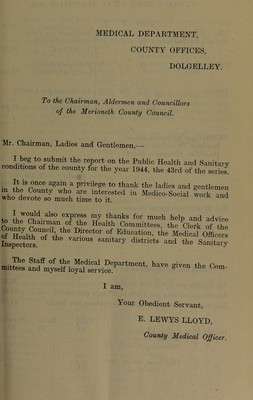 MEDICAL DEPARTMENT,
COUNTY OFFICES,
DOLGELLEY.
To the Chairman, Aldermen and Councillors
of the Merioneth County Council.
Mr. Chairman, Ladies and Gentlemen,—
I beg to submit the report on the Public Health and Sanitary
conditions of the county for the year 1944, the 43rd of the series.
It is once again a privilege to thank the ladies and gentlemen
in the County who are interested in Medico-Social work and
who devote so much time to it.
I would also express my thanks for much help and advice
to the Chairman of the Health Committees, the Clerk of the
County Council, the Director of Education, the Medical Officers
of Health of the various sanitary districts and the Sanitary
Inspectors.
The Staff of the Medical Department, have given the Com-
mittees and myself loyal service.
I am,
Your Obedient Servant,
E. LEWYS LLOYD,
County Medical Officer.